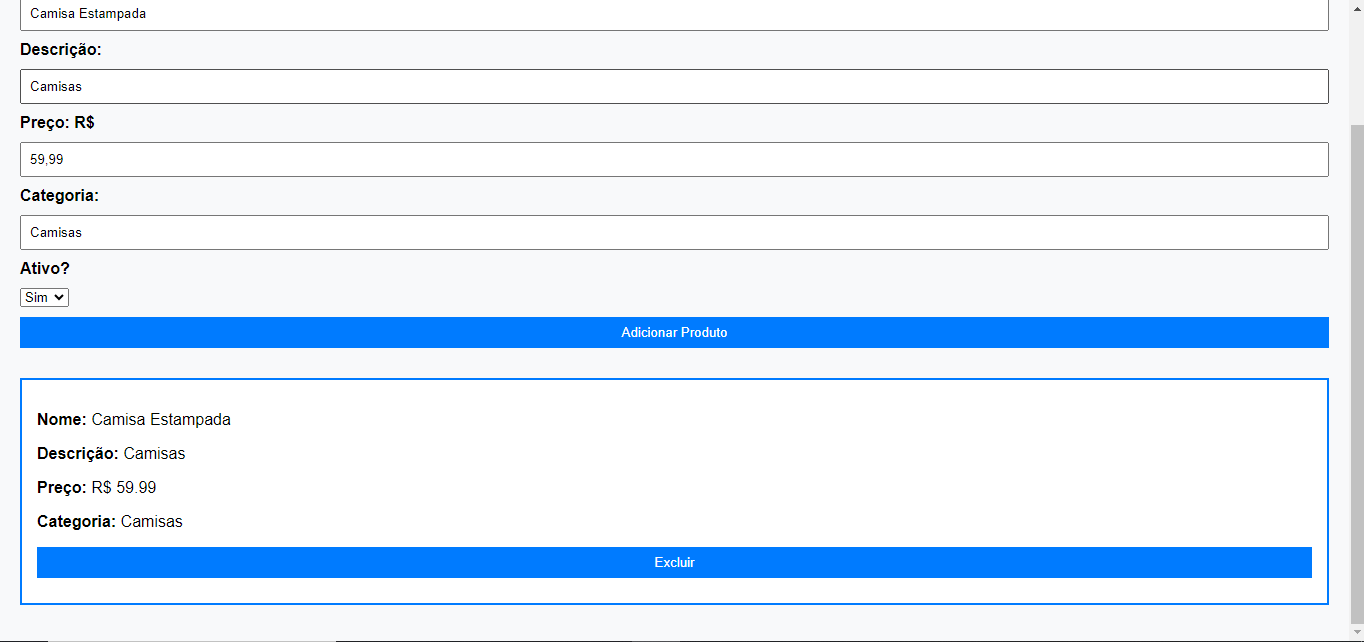 Camisa Estampada
Descrição:
Camisas
Preço: R$
59,99
Categoria:
Camisas
Ativo?
Sim
Adicionar Produto
Nome: Camisa Estampada
Descrição: Camisas
Preço: R$ 59.99
Categoria: Camisas
Excluir